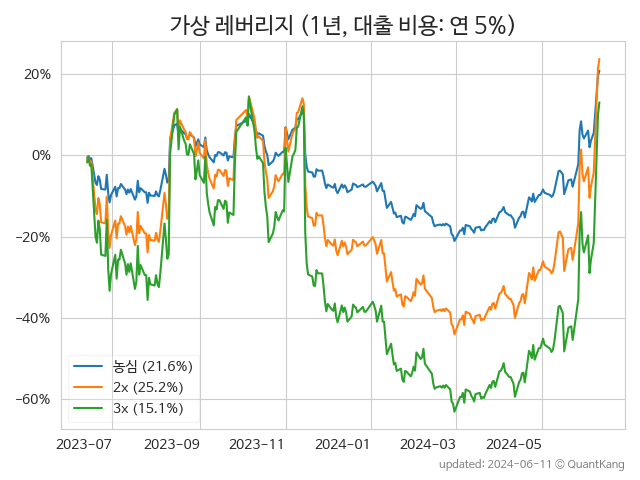 가상 레버리지 (1년, 대출 비용: 연 5%)
20%
0%
−20%
−40%
−60%
농심 (21.6%)
2x (25.2%)
3x (15.1%)
2023-07 2023-09 2023-11 2024-01 2024-03 2024-05
updated: 2024-06-11 © QuantKang